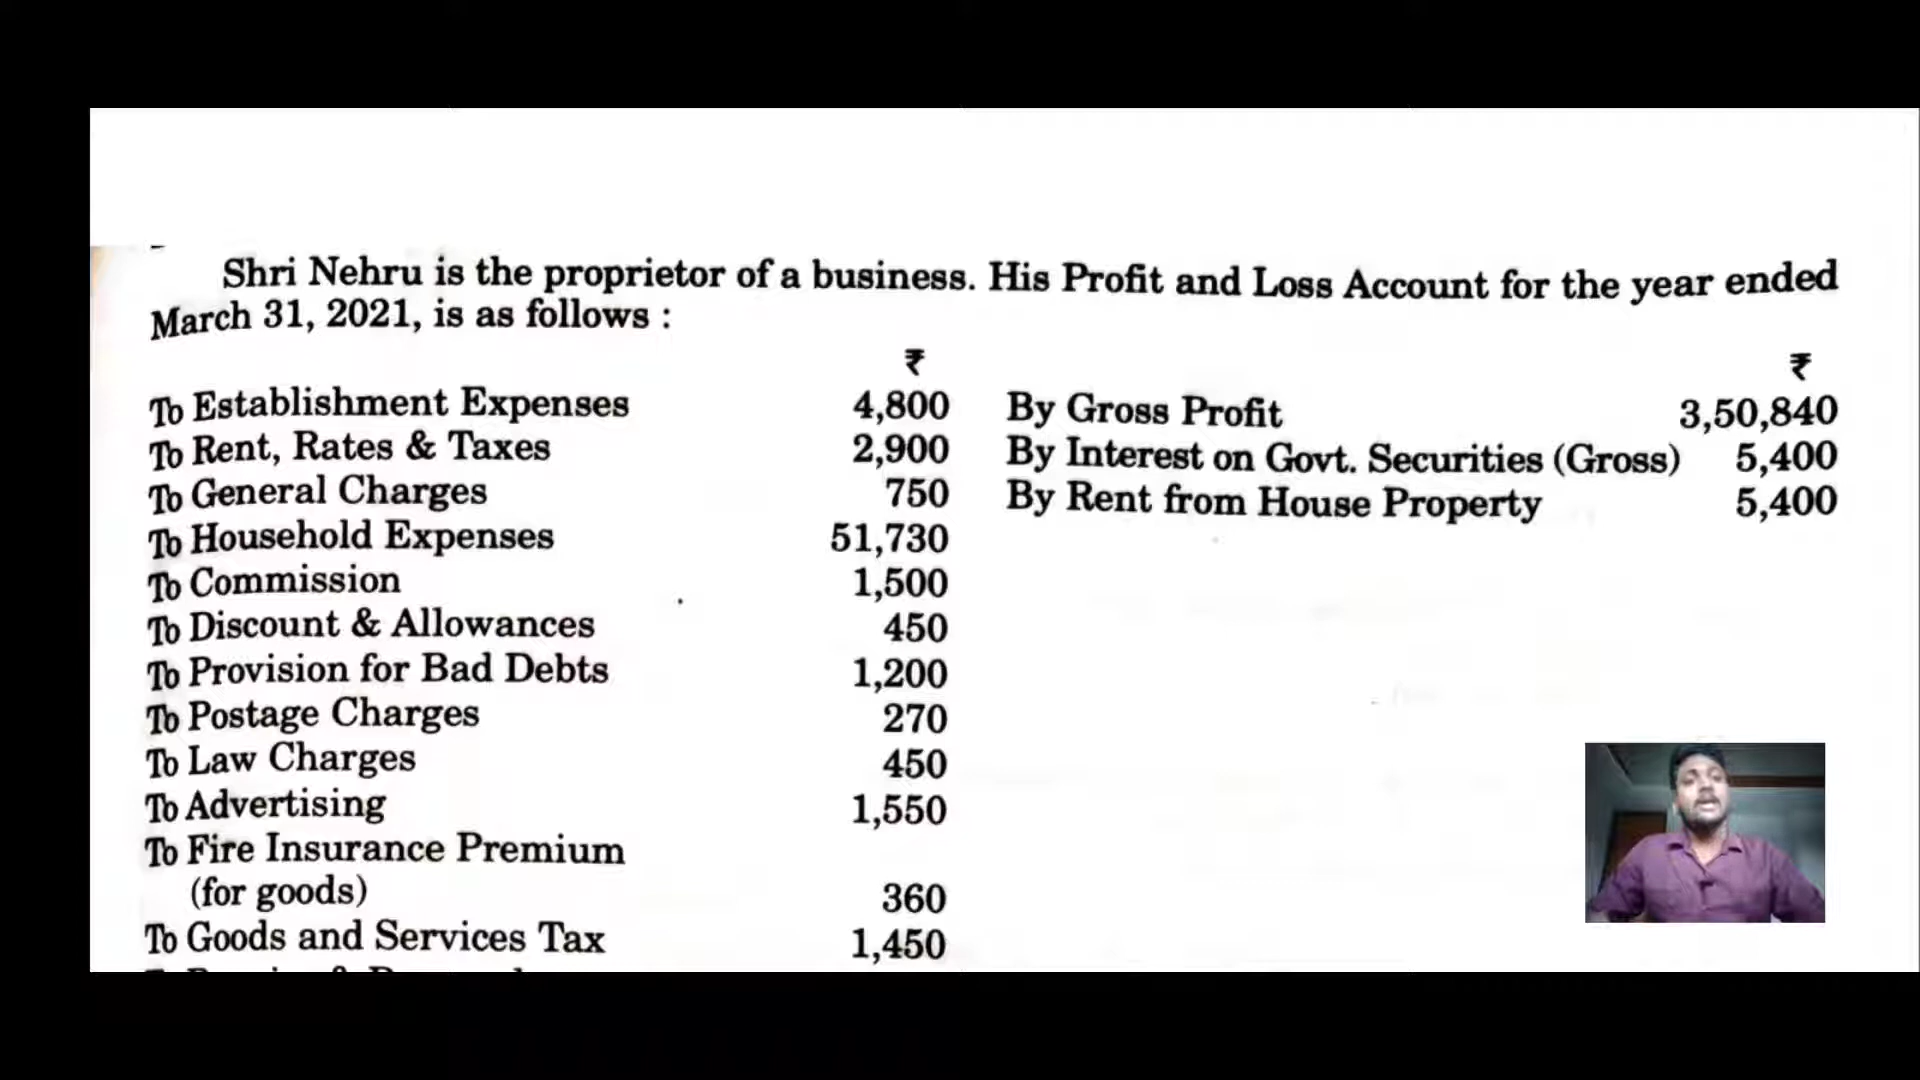 Shri Nehru is the proprietor of a business. His Profit and Loss Account for the year ended
March 31, 2021, is as follows :
₹ ₹
To Establishment Expenses 4,800 By Gross Profit 3,50,840
To Rent, Rates & Taxes 2,900 By Interest on Govt. Securities (Gross) 5,400
To General Charges 750 By Rent from House Property 5,400
To Household Expenses 51,730
To Commission 1,500
To Discount & Allowances 450
To Provision for Bad Debts 1,200
To Postage Charges 270
To Law Charges 450
To Advertising 1,550
To Fire Insurance Premium
(for goods) 360
To Goods and Services Tax 1,450